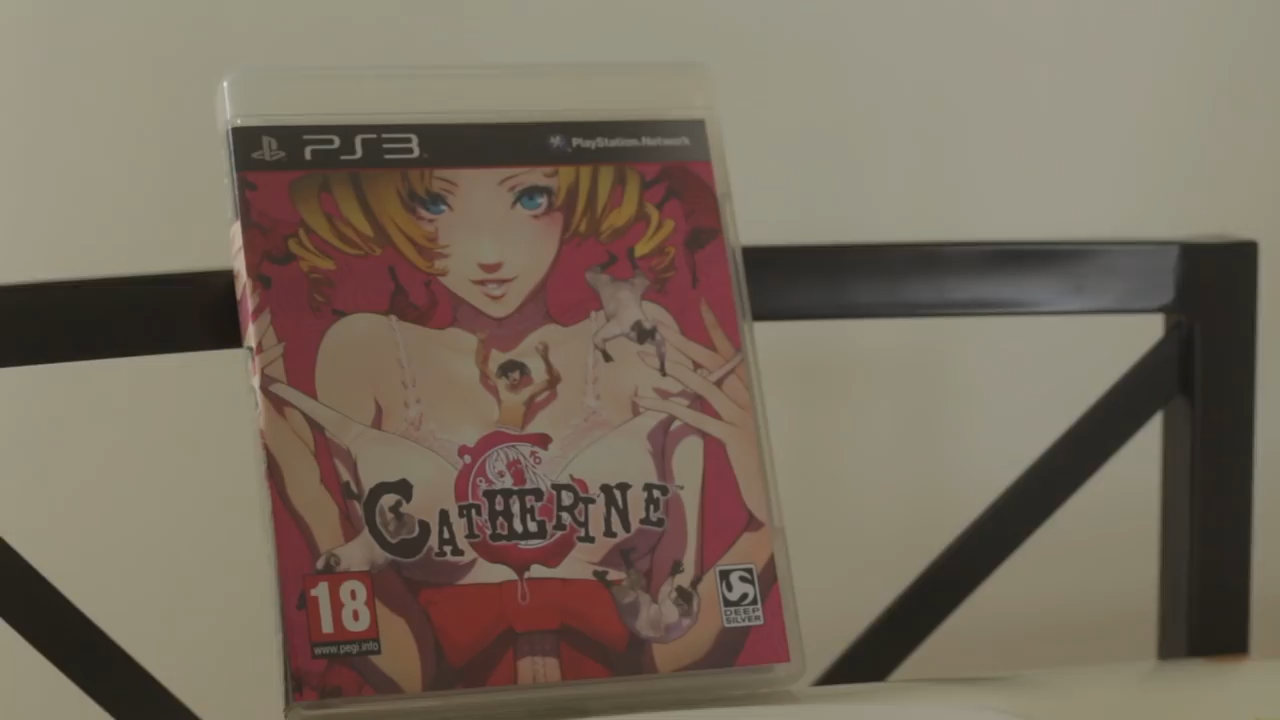 PS3
PlayStation.Network
CATHERINE
18
www.pegi.info
DEEP
SILVER